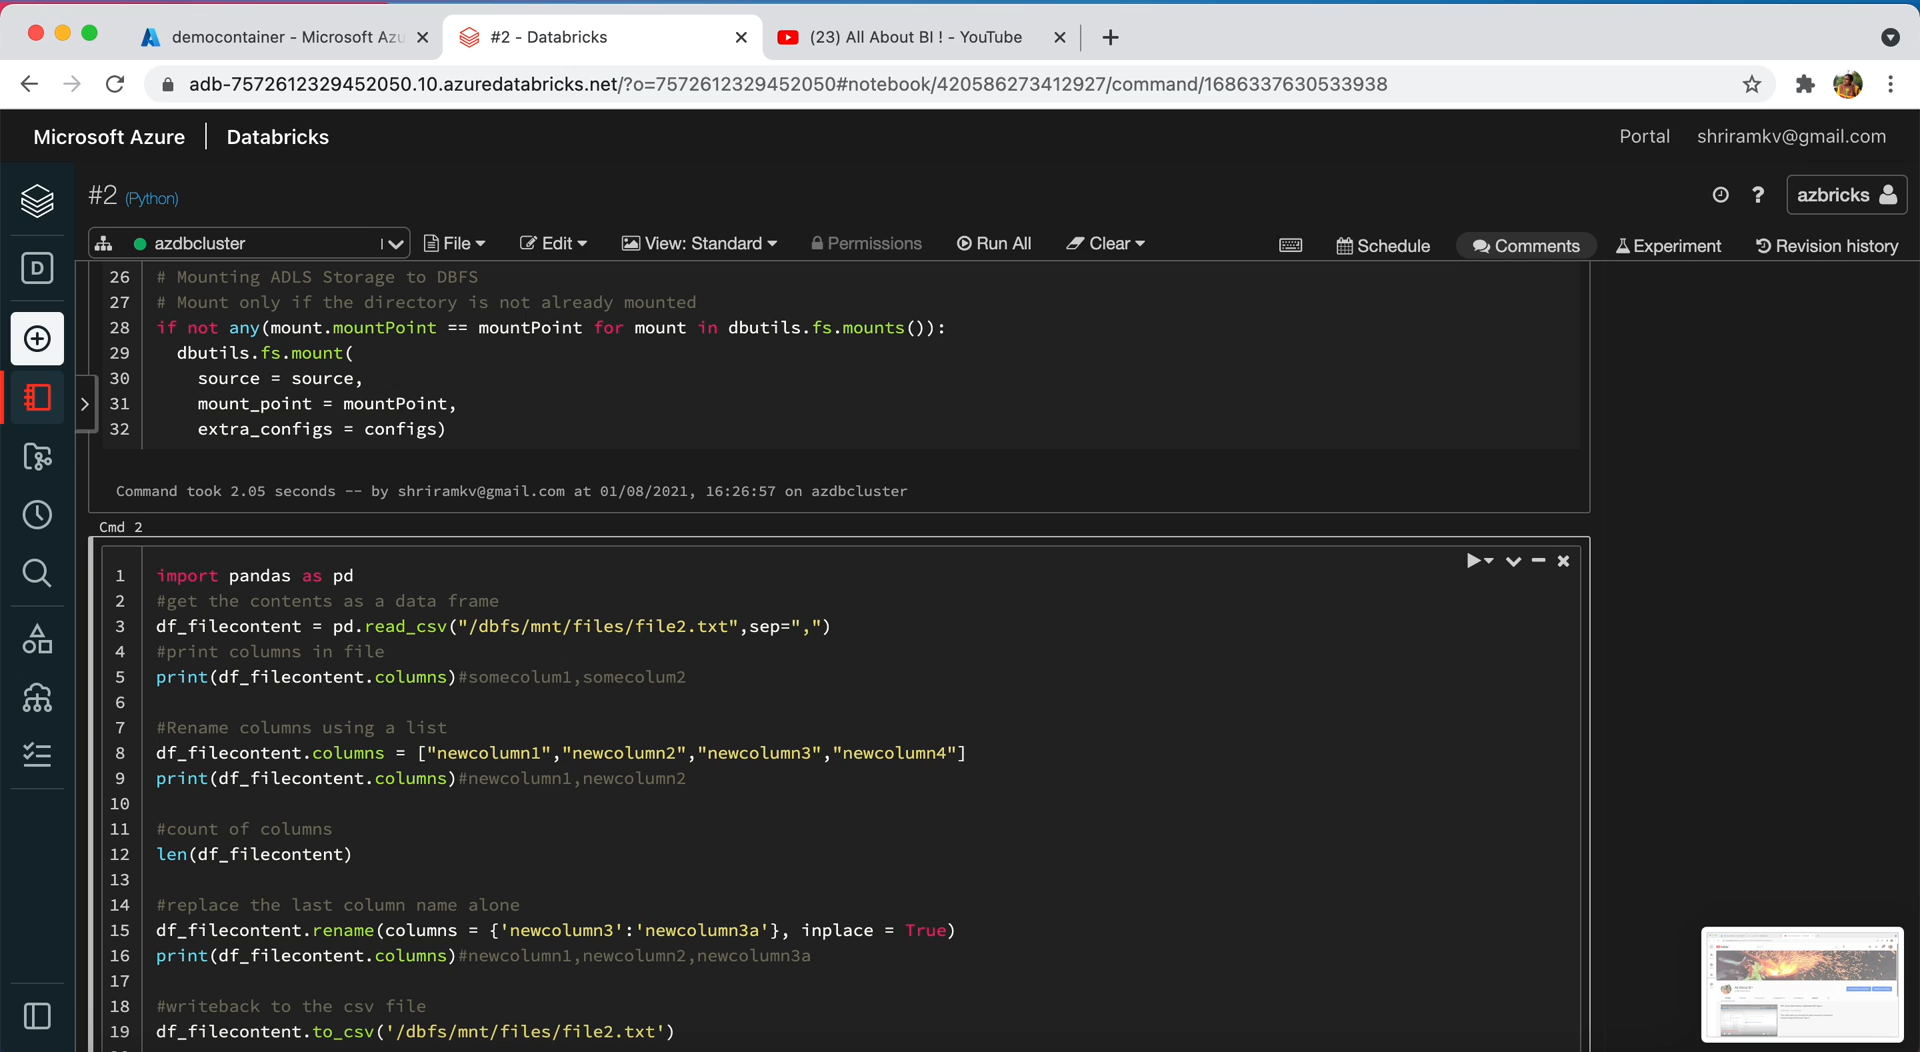 democontainer - Microsoft Azu
#2 - Databricks
(23) All About BI ! - YouTube
adb-7572612329452050.10.azuredatabricks.net/?o=7572612329452050#notebook/420586273412927/command/1686337630533938
Microsoft Azure | Databricks
Portal shriramkv@gmail.com
#2 (Python)
? azbricks
azdbcluster File Edit View: Standard Permissions Run All Clear Schedule Comments Experiment Revision history
26 # Mounting ADLS Storage to DBFS
27 # Mount only if the directory is not already mounted
28 if not any(mount.mountPoint == mountPoint for mount in dbutils.fs.mounts()):
29 dbutils.fs.mount(
30 source = source,
31 mount_point = mountPoint,
32 extra_configs = configs)
Command took 2.05 seconds -- by shriramkv@gmail.com at 01/08/2021, 16:26:57 on azdbcluster
Cmd 2
1 import pandas as pd
2 #get the contents as a data frame
3 df_filecontent = pd.read_csv("/dbfs/mnt/files/file2.txt",sep=",")
4 #print columns in file
5 print(df_filecontent.columns)#somecolum1,somecolum2
6
7 #Rename columns using a list
8 df_filecontent.columns = ["newcolumn1","newcolumn2","newcolumn3","newcolumn4"]
9 print(df_filecontent.columns)#newcolumn1,newcolumn2
10
11 #count of columns
12 len(df_filecontent)
13
14 #replace the last column name alone
15 df_filecontent.rename(columns = {'newcolumn3':'newcolumn3a'}, inplace = True)
16 print(df_filecontent.columns)#newcolumn1,newcolumn2,newcolumn3a
17
18 #writeback to the csv file
19 df_filecontent.to_csv('/dbfs/mnt/files/file2.txt')